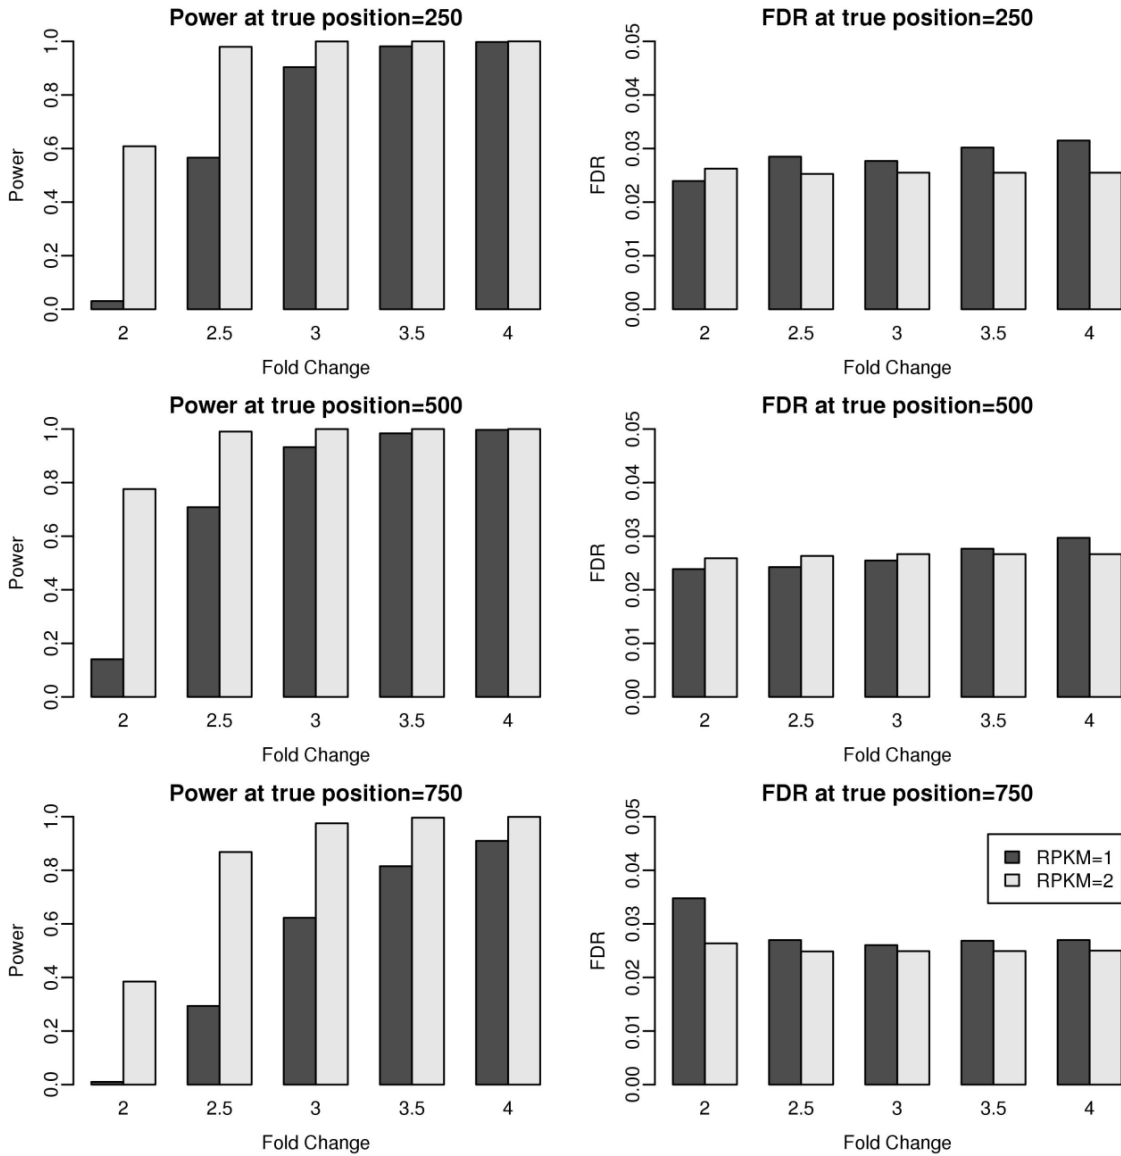 Power at true position=250
Power
0.0 0.2 0.4 0.6 0.8 1.0
2 2.5 3 3.5 4
Fold Change
FDR at true position=250
FDR
0.00 0.01 0.02 0.03 0.04 0.05
2 2.5 3 3.5 4
Fold Change
Power at true position=500
Power
0.0 0.2 0.4 0.6 0.8 1.0
2 2.5 3 3.5 4
Fold Change
FDR at true position=500
FDR
0.00 0.01 0.02 0.03 0.04 0.05
2 2.5 3 3.5 4
Fold Change
Power at true position=750
Power
0.0 0.2 0.4 0.6 0.8 1.0
2 2.5 3 3.5 4
Fold Change
FDR at true position=750
FDR
0.00 0.01 0.02 0.03 0.04 0.05
RPKM=1
RPKM=2
2 2.5 3 3.5 4
Fold Change